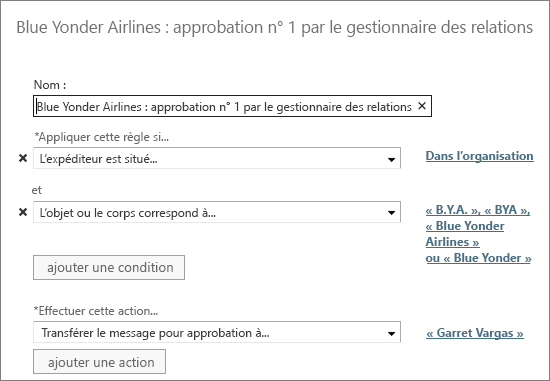 Blue Yonder Airlines : approbation n° 1 par le gestionnaire des relations
Nom :
Blue Yonder Airlines : approbation n° 1 par le gestionnaire des relations
*Appliquer cette règle si...
L'expéditeur est situé...
Dans l'organisation
et
L'objet ou le corps correspond à...
« B.Y.A. », « BYA »,
« Blue Yonder
Airlines »
ou « Blue Yonder »
ajouter une condition
*Effectuer cette action...
Transférer le message pour approbation à...
« Garret Vargas »
ajouter une action